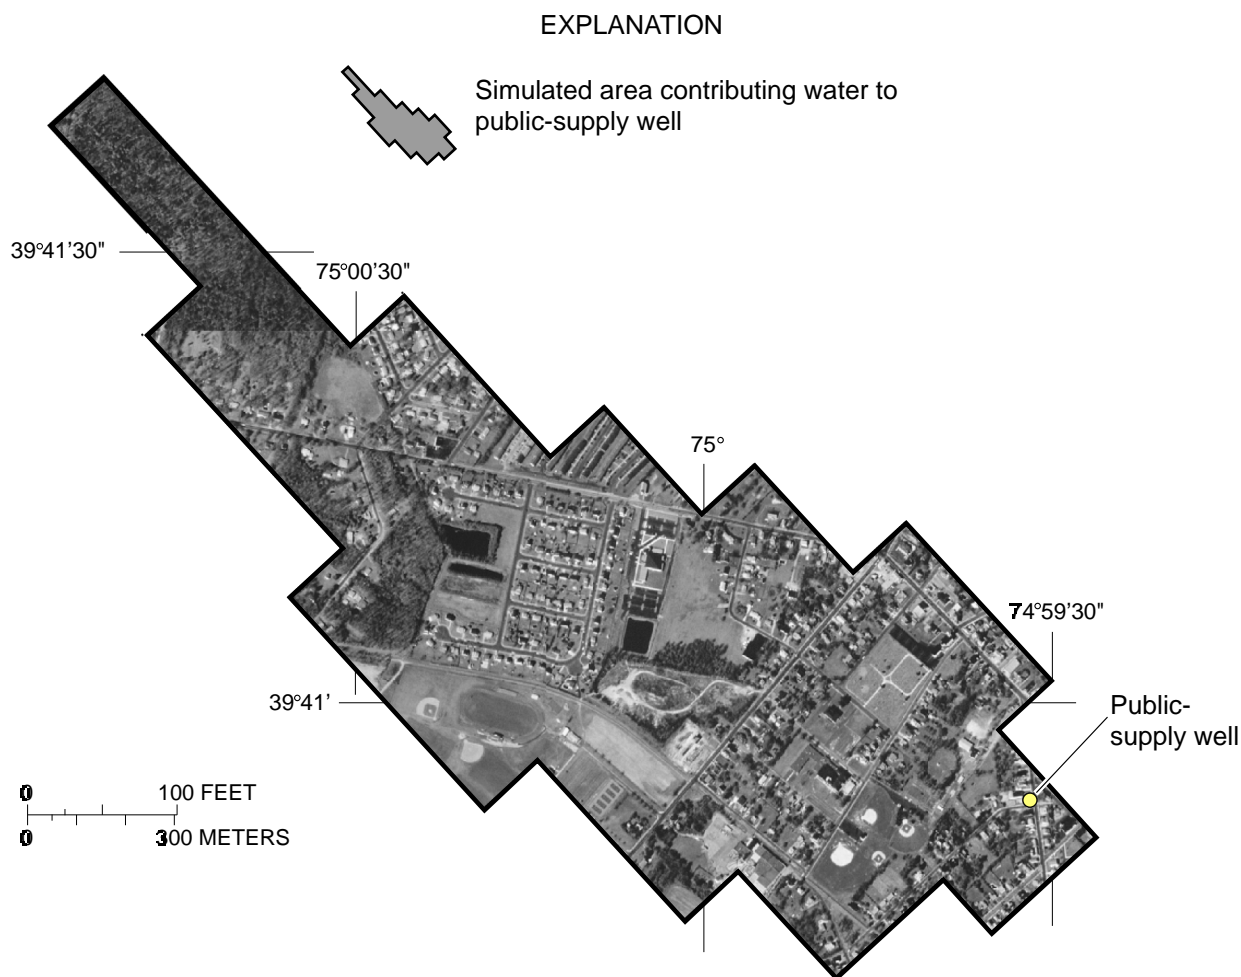 EXPLANATION
Simulated area contributing water to
public-supply well
39°41'30"
75°00'30"
75°
74°59'30"
39°41'
Public-
supply well
0 100 FEET
0 300 METERS